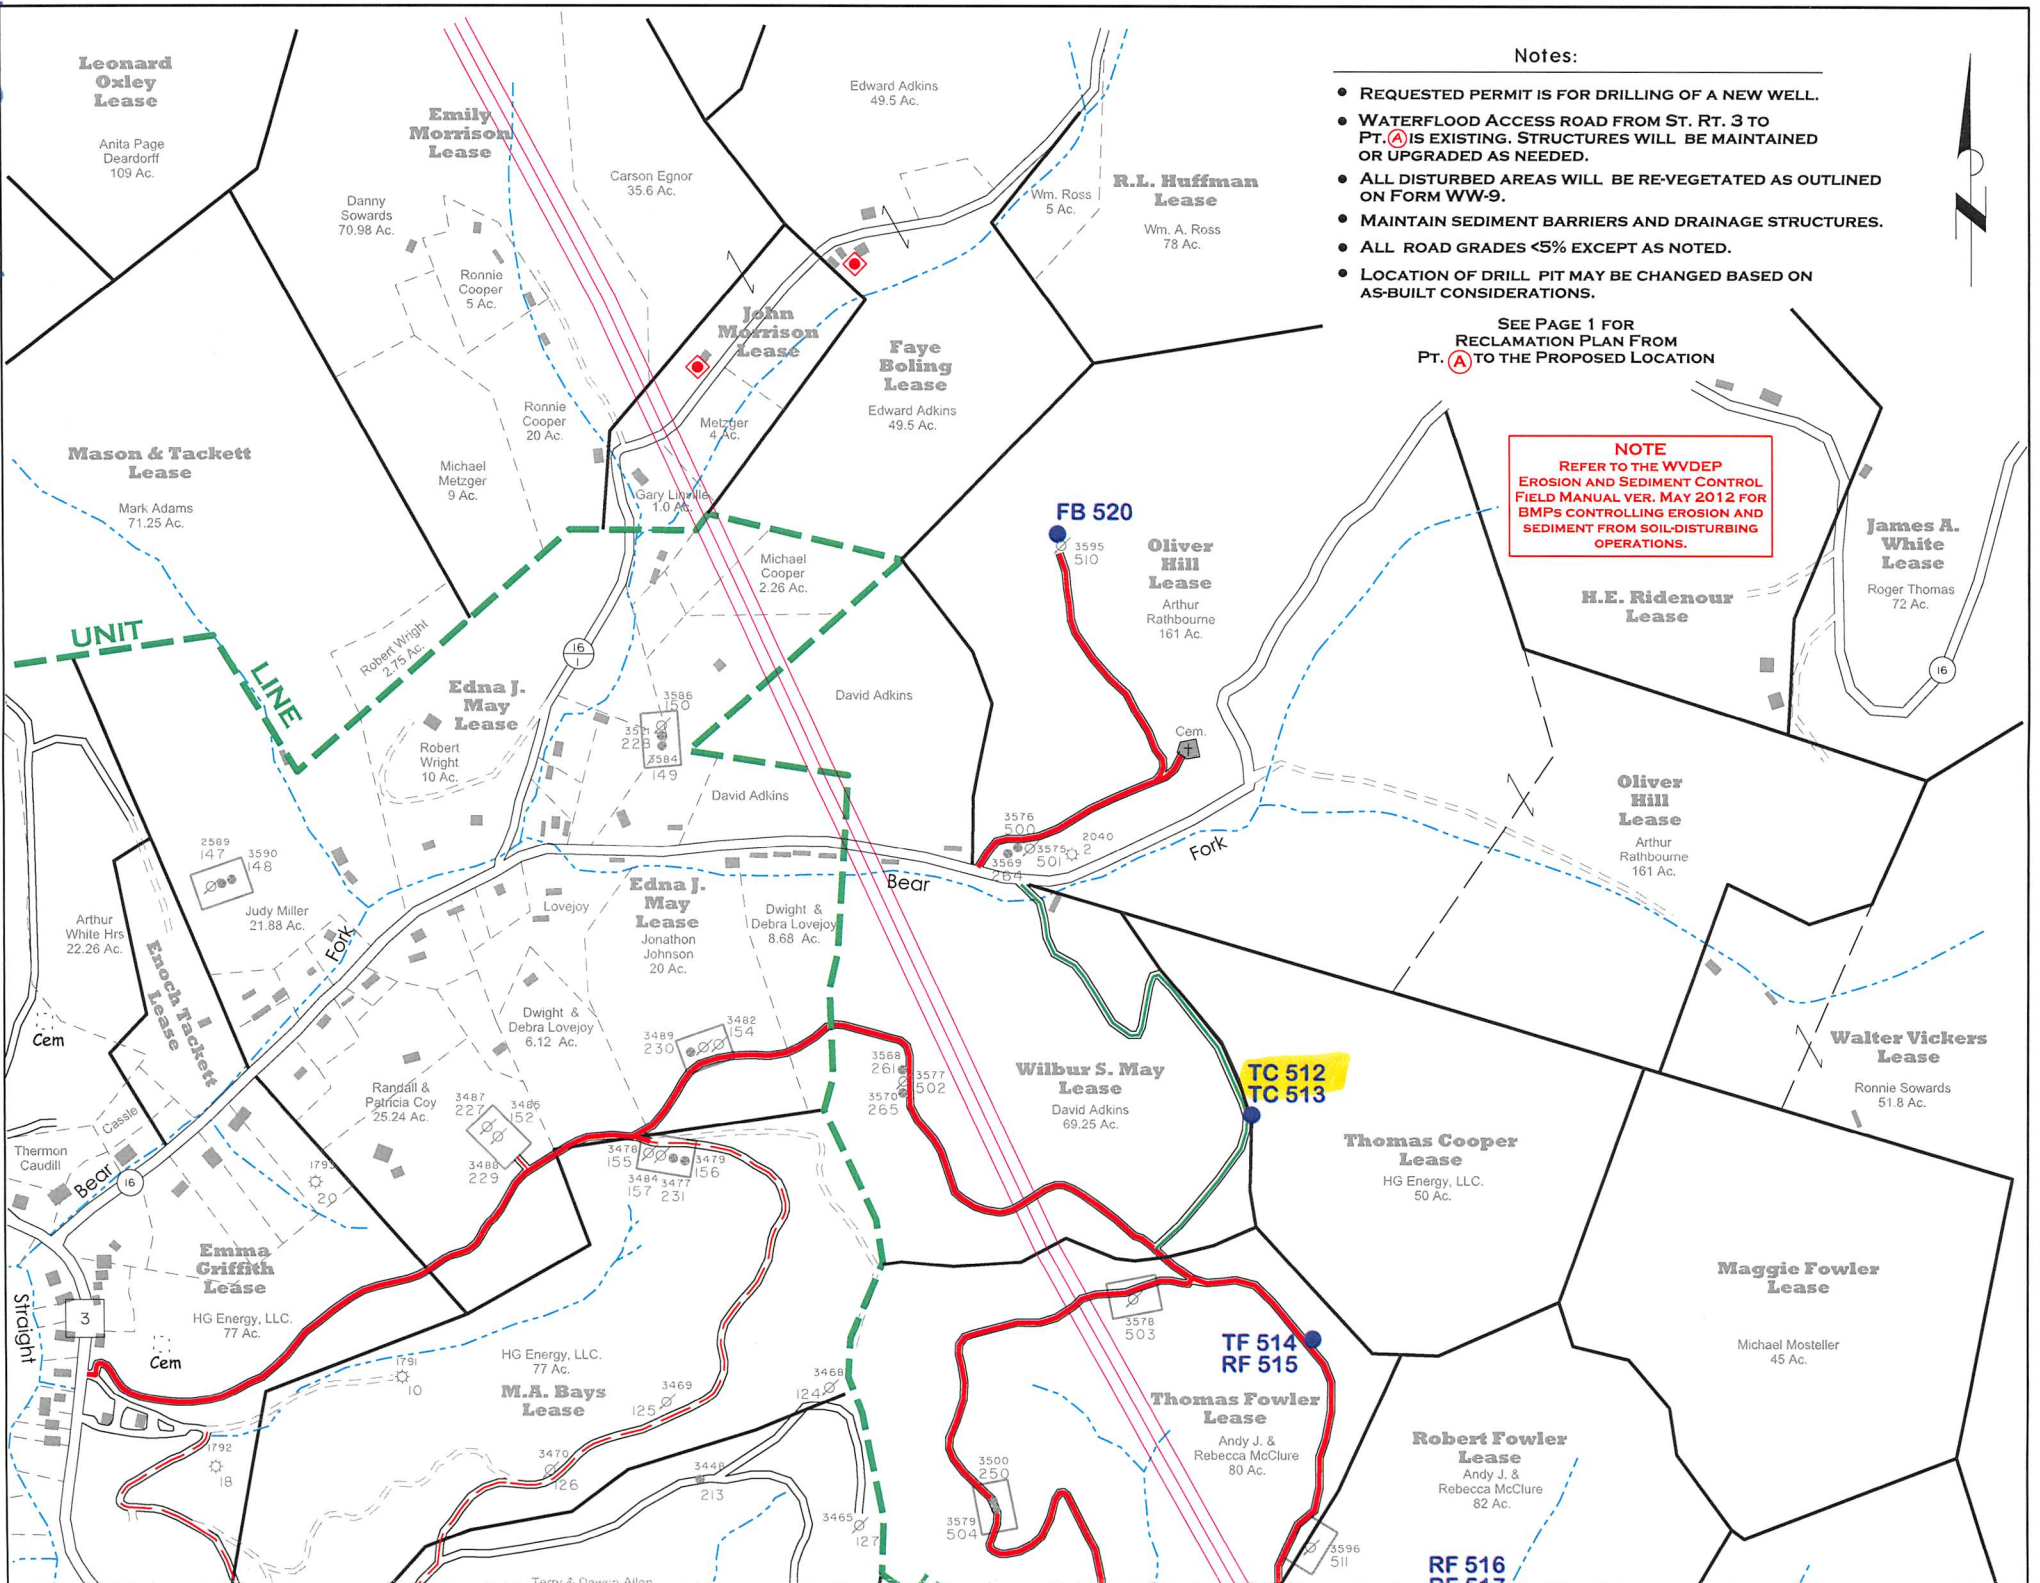 Notes:
• REQUESTED PERMIT IS FOR DRILLING OF A NEW WELL.
• WATERFLOOD ACCESS ROAD FROM ST. RT. 3 TO
PT. A IS EXISTING. STRUCTURES WILL BE MAINTAINED
OR UPGRADED AS NEEDED.
• ALL DISTURBED AREAS WILL BE RE-VEGETATED AS OUTLINED
ON FORM WW-9.
• MAINTAIN SEDIMENT BARRIERS AND DRAINAGE STRUCTURES.
• ALL ROAD GRADES <5% EXCEPT AS NOTED.
• LOCATION OF DRILL PIT MAY BE CHANGED BASED ON
AS-BUILT CONSIDERATIONS.
SEE PAGE 1 FOR
RECLAMATION PLAN FROM
PT. A TO THE PROPOSED LOCATION
N
NOTE
REFER TO THE WVDEP
EROSION AND SEDIMENT CONTROL
FIELD MANUAL VER. MAY 2012 FOR
BMPS CONTROLLING EROSION AND
SEDIMENT FROM SOIL-DISTURBING
OPERATIONS.
Leonard
Oxley
Lease
Anita Page
Deardorff
109 Ac.
Emily
Morrison
Lease
Edward Adkins
49.5 Ac.
Carson Egnor
35.6 Ac.
Danny
Sowards
70.98 Ac.
Ronnie
Cooper
5 Ac.
Wm. Ross
5 Ac.
R.L. Huffman
Lease
Wm. A. Ross
78 Ac.
John
Morrison
Lease
Faye
Boling
Lease
Edward Adkins
49.5 Ac.
Ronnie
Cooper
20 Ac.
Metzger
4 Ac.
Michael
Metzger
9 Ac.
Gary Linville
1.0 Ac.
Mason & Tackett
Lease
Mark Adams
71.25 Ac.
FB 520
3595
510
Oliver
Hill
Lease
Arthur
Rathbourne
161 Ac.
James A.
White
Lease
Roger Thomas
72 Ac.
H.E. Ridenour
Lease
16
Michael
Cooper
2.26 Ac.
UNIT
LINE
Robert Wright
2.75 Ac.
16
1
Edna J.
May
Lease
Robert
Wright
10 Ac.
3586
150
3521
228
3584
149
David Adkins
David Adkins
Cem.
Oliver
Hill
Lease
Arthur
Rathbourne
161 Ac.
3576
500
3575
501
2040
2
3569
264
Bear
Fork
2589
147
3590
148
Judy Miller
21.88 Ac.
Arthur
White Hrs
22.26 Ac.
Enoch Tackett
Lease
Fork
Lovejoy
Edna J.
May
Lease
Jonathon
Johnson
20 Ac.
Dwight &
Debra Lovejoy
8.68 Ac.
Dwight &
Debra Lovejoy
6.12 Ac.
Cem
3489
230
3482
154
3568
261
3577
502
3570
265
Wilbur S. May
Lease
David Adkins
69.25 Ac.
TC 512
TC 513
Walter Vickers
Lease
Ronnie Sowards
51.8 Ac.
Randall &
Patricia Coy
25.24 Ac.
3487
227
3485
152
3488
229
3478
155
3479
156
3484
157
3477
231
Cassle
Thermon
Caudill
Bear
16
1793
20
Thomas Cooper
Lease
HG Energy, LLC.
50 Ac.
Emma
Griffith
Lease
HG Energy, LLC.
77 Ac.
Maggie Fowler
Lease
Michael Mosteller
45 Ac.
Straight
3
Cem
3578
503
TF 514
RF 515
1791
10
HG Energy, LLC.
77 Ac.
M.A. Bays
Lease
3469
125
3468
124
Thomas Fowler
Lease
Andy J. &
Rebecca McClure
80 Ac.
Robert Fowler
Lease
Andy J. &
Rebecca McClure
82 Ac.
1792
18
3470
126
3446
213
3465
127
3500
250
3579
504
3596
511
RF 516